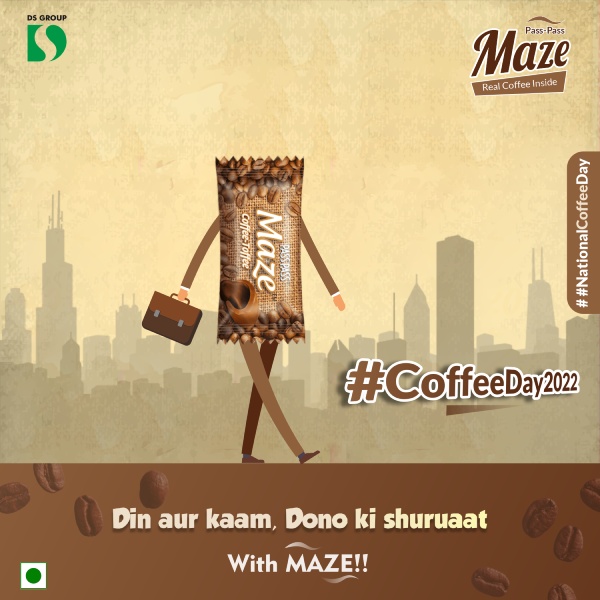 DS GROUP
Pass-Pass
Maze
Real Coffee Inside
# #NationalCoffeeDay
PASS PASS
Maze
Coffee-Toffee
#CoffeeDay2022
Din aur kaam, Dono ki shuruaat
With MAZE!!